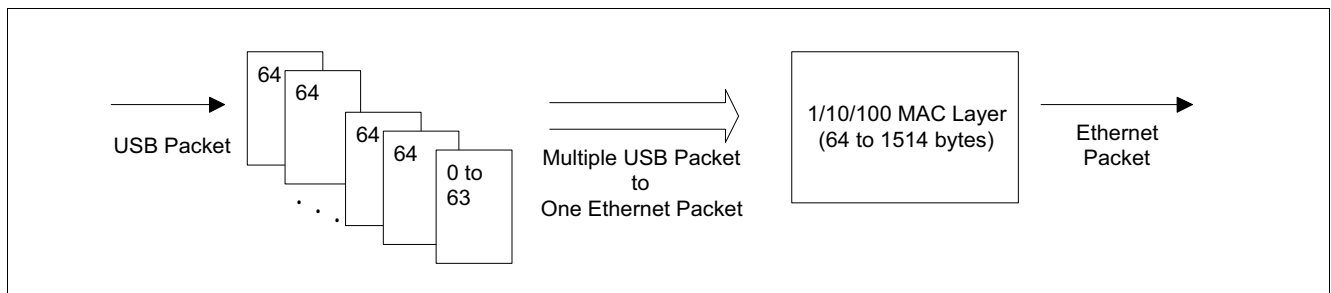 USB Packet
64
64
64
64
0 to
63
Multiple USB Packet
to
One Ethernet Packet
1/10/100 MAC Layer
(64 to 1514 bytes)
Ethernet
Packet